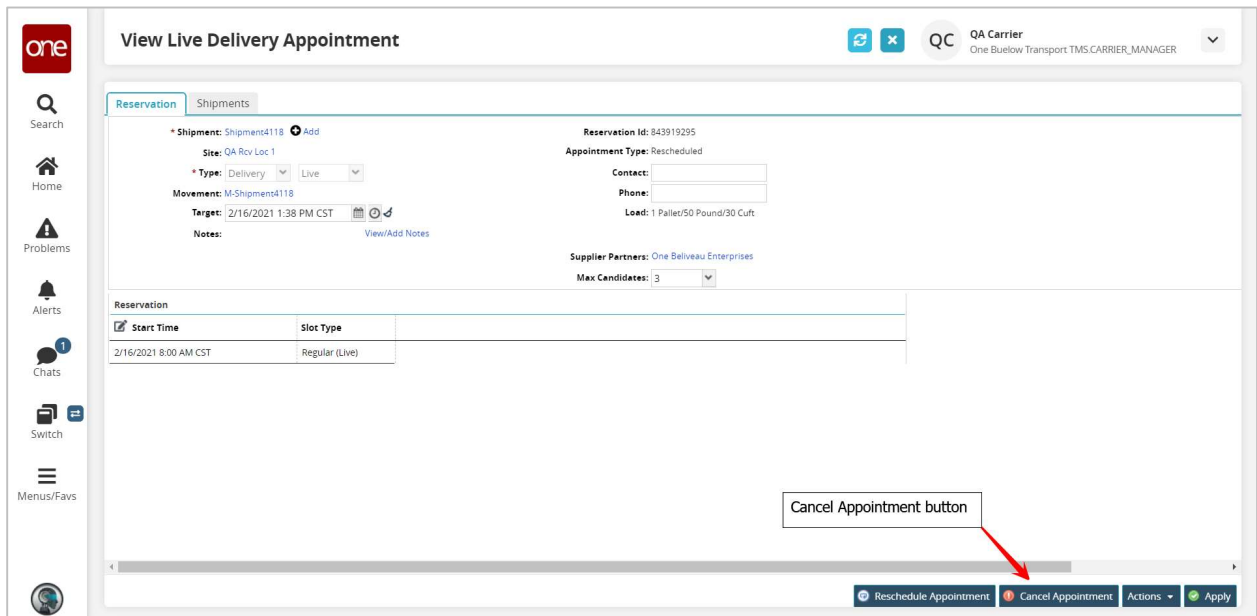 one
View Live Delivery Appointment
QC
QA Carrier
One Buelow Transport TMS.CARRIER_MANAGER
Search
Home
Problems
Alerts
1
Chats
Switch
Menus/Favs
Reservation
Shipments
* Shipment: Shipment4118 Add
Site: QA Rcv Loc 1
* Type: Delivery Live
Movement: M-Shipment4118
Target: 2/16/2021 1:38 PM CST
Notes: View/Add Notes
Reservation Id: 843919295
Appointment Type: Rescheduled
Contact:
Phone:
Load: 1 Pallet/50 Pound/30 Cuft
Supplier Partners: One Beliveau Enterprises
Max Candidates: 3
Reservation
Start Time Slot Type
2/16/2021 8:00 AM CST Regular (Live)
Cancel Appointment button
Reschedule Appointment Cancel Appointment Actions Apply